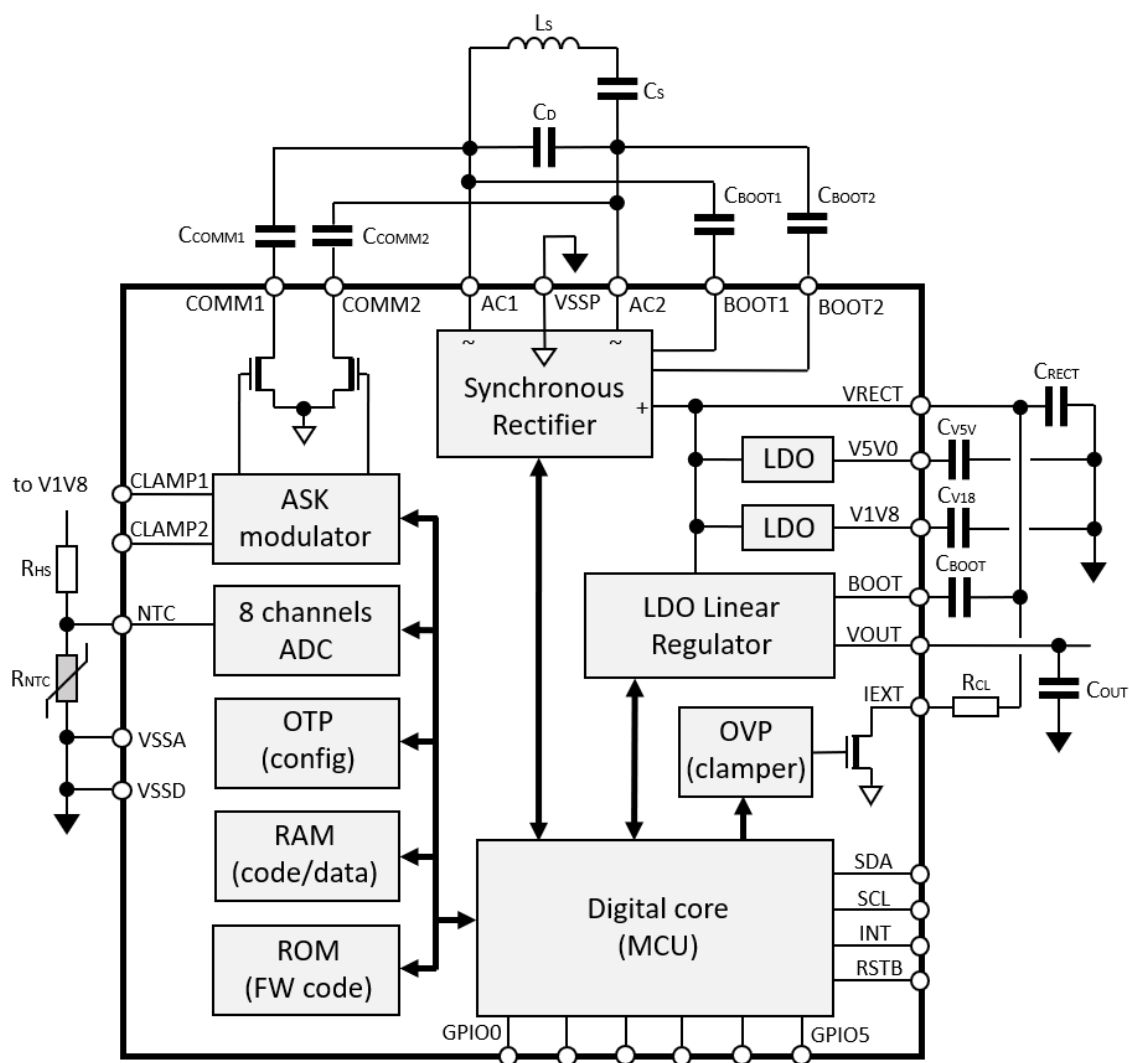 LS
CS
CD
CBOOT1
CBOOT2
CCOMM1
CCOMM2
COMM1
COMM2
AC1
VSSP
AC2
BOOT1
BOOT2
~
~
Synchronous
Rectifier
+
VRECT
CRECT
LDO
V5V0
CV5V
LDO
V1V8
CV18
to V1V8
CLAMP1
CLAMP2
ASK
modulator
RHS
NTC
8 channels
ADC
RNTC
VSSA
VSSD
LDO Linear
Regulator
BOOT
CBOOT
VOUT
COUT
IEXT
RCL
OVP
(clamper)
OTP
(config)
RAM
(code/data)
ROM
(FW code)
Digital core
(MCU)
SDA
SCL
INT
RSTB
GPIO0
GPIO5